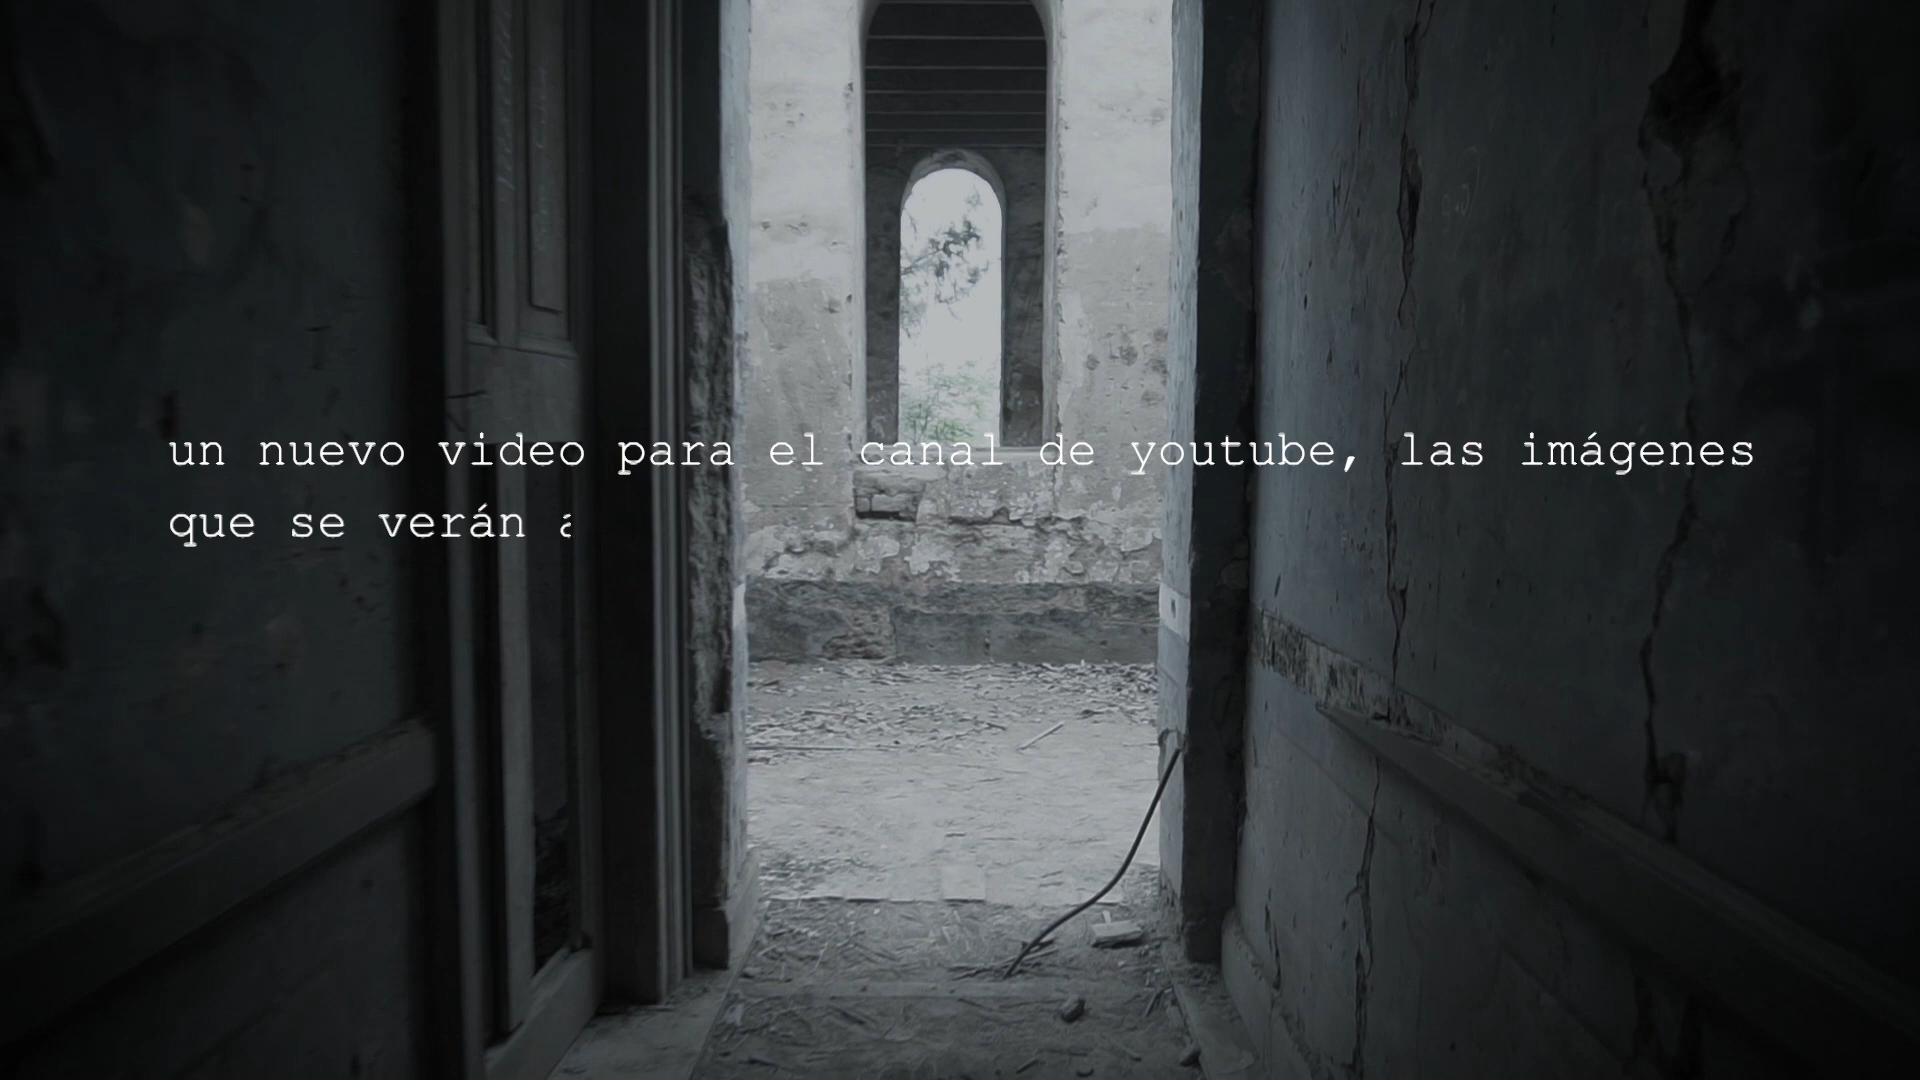 un nuevo video para el canal de youtube, las imágenes
que se verán